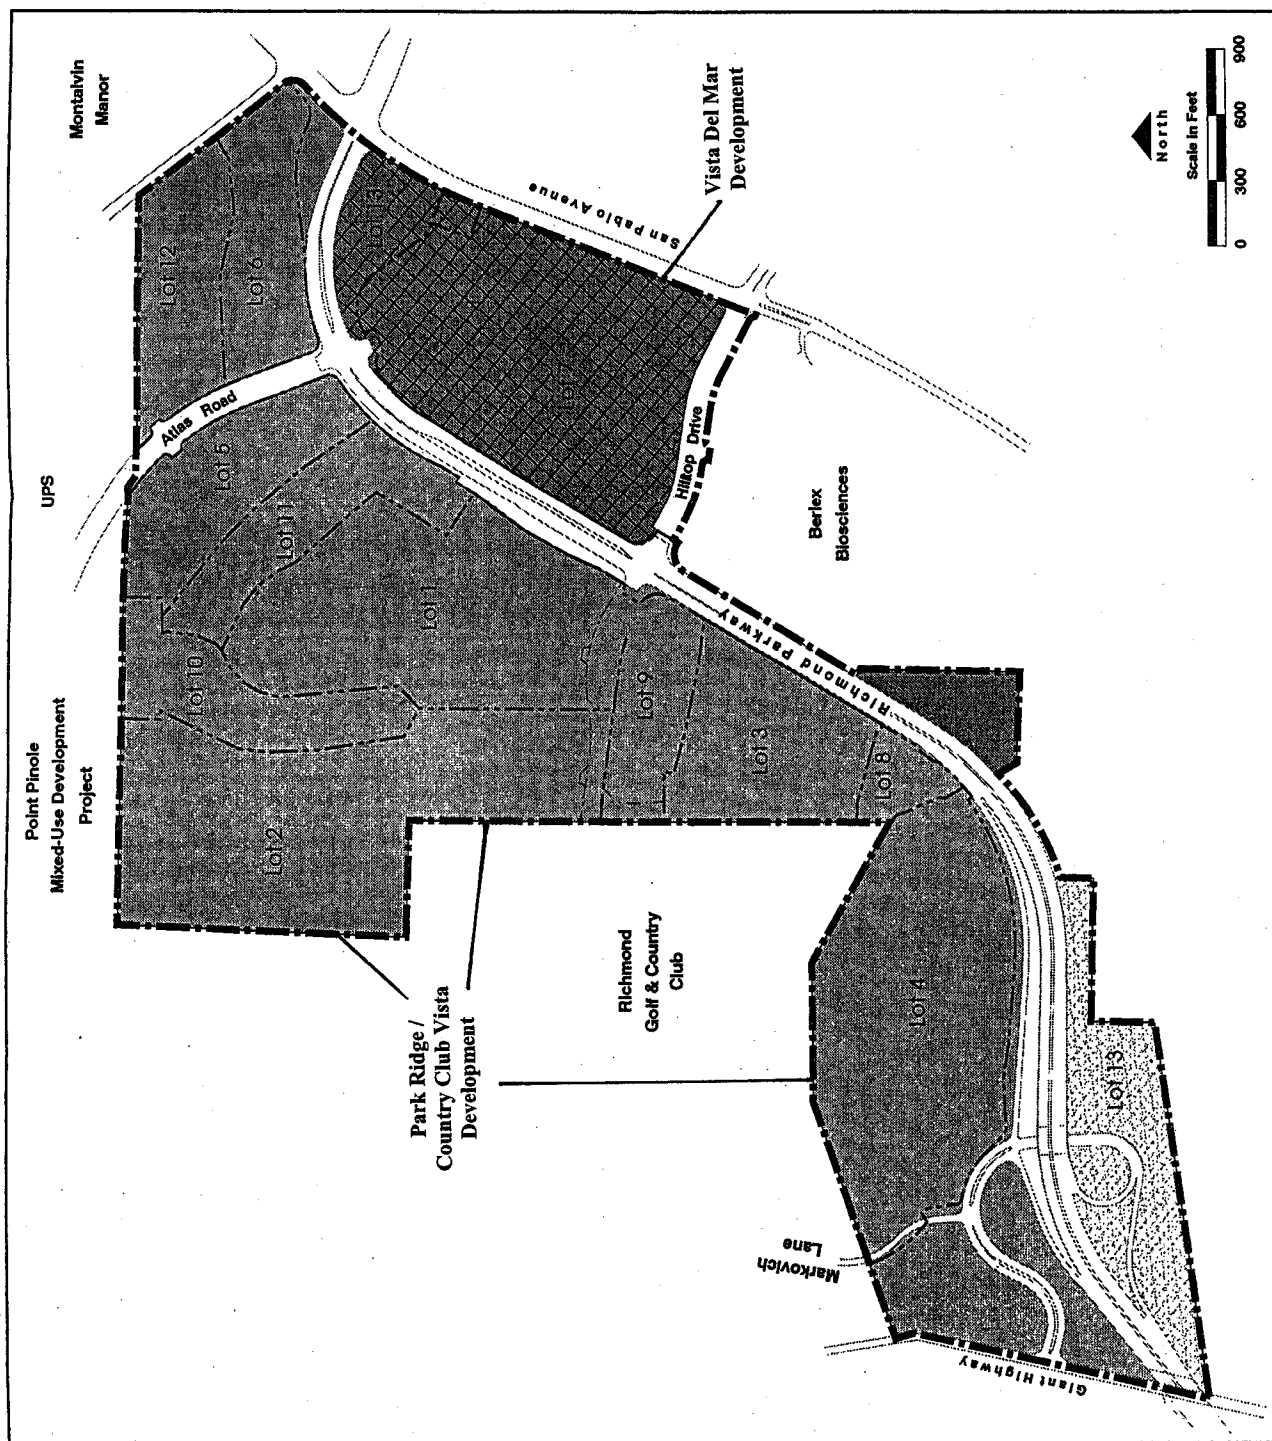 Point Pinole
Mixed-Use Development
Project
UPS
Montalvin
Manor
Lot 2
Lot 10
Lot 11
Lot 5
Atlas Road
Lot 12
Lot 6
Lot 1
Lot 13
Lot 9
Lot 3
Lot 8
Park Ridge /
Country Club Vista
Development
Richmond
Golf & Country
Club
Richmond Parkway
Hilltop Drive
San Pablo Avenue
Vista Del Mar
Development
Berlex
Biosciences
Lot 4
Lot 13
Markovich
Lane
Giant Highway
North
Scale in Feet
0 300 600 900